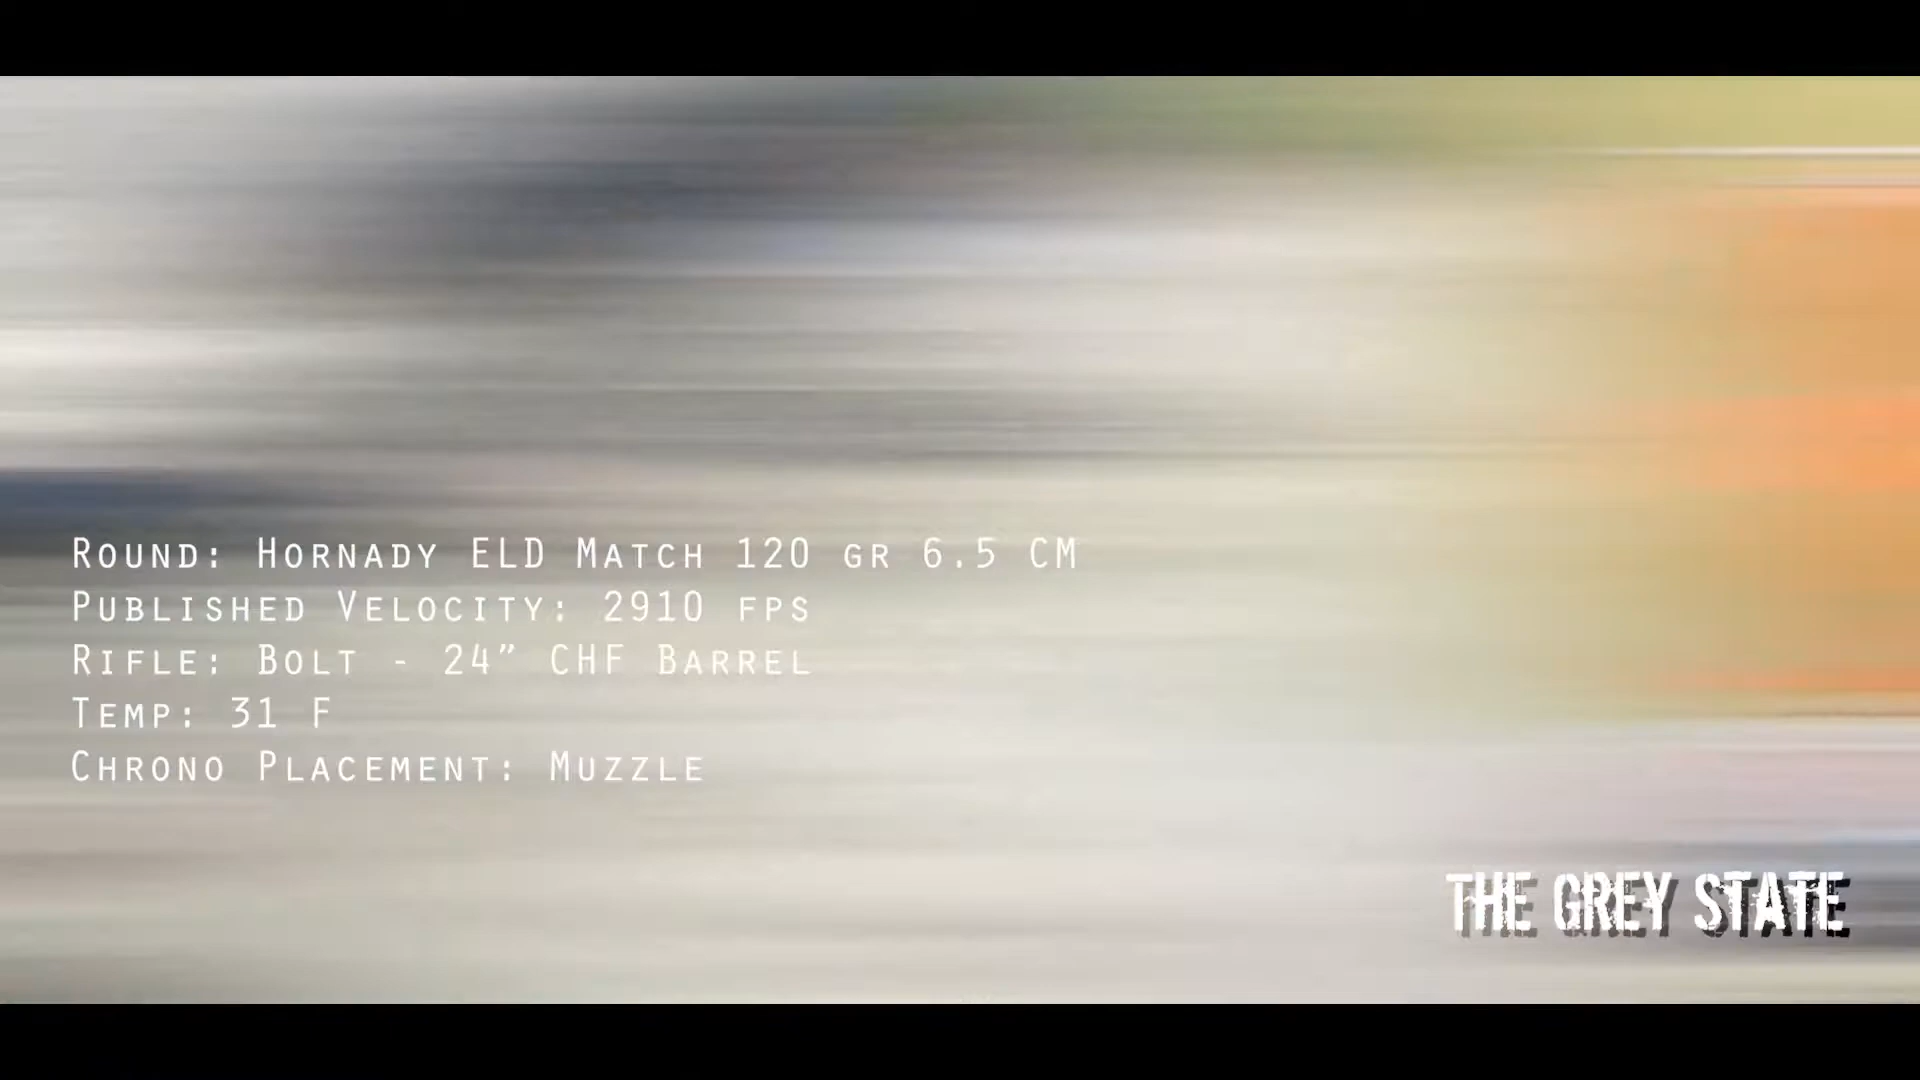 Round: Hornady ELD Match 120 gr 6.5 CM
Published Velocity: 2910 fps
Rifle: Bolt - 24” CHF Barrel
Temp: 31 F
Chrono Placement: Muzzle
THE GREY STATE